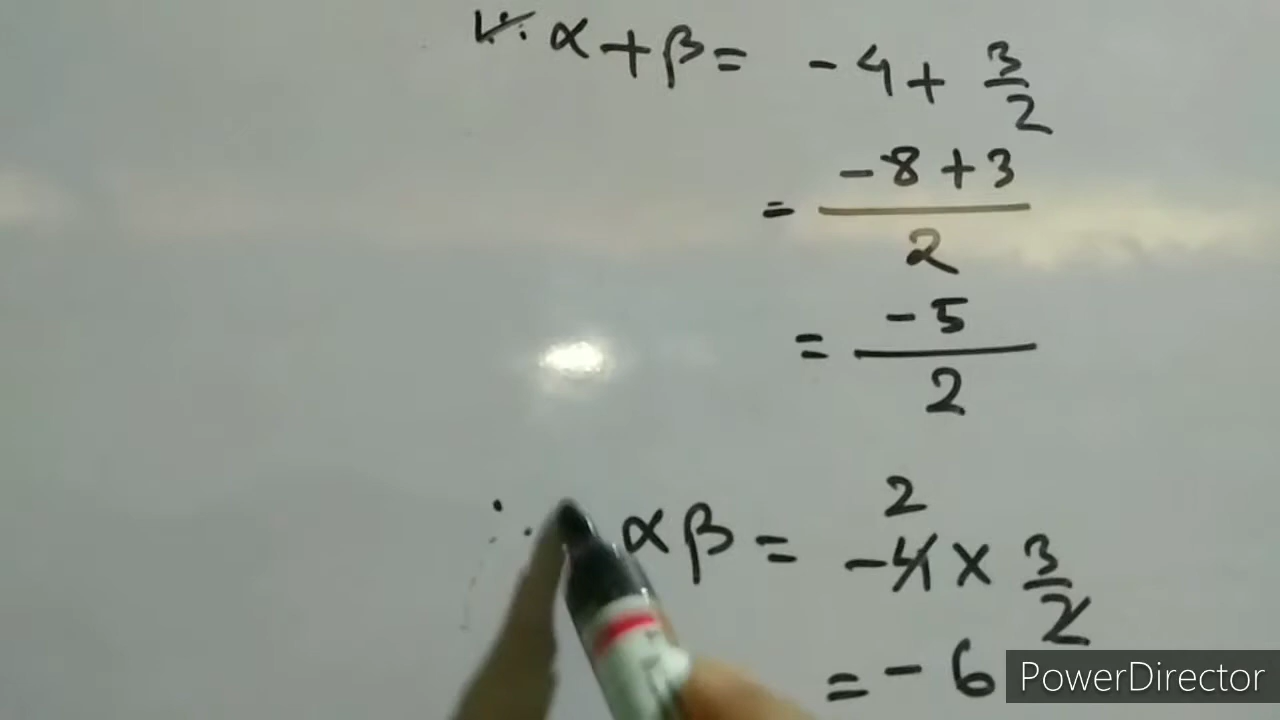 ∵ α+β = -4 + 3/2
= (-8+3)/2
= -5/2
∴ αβ = -4 × 3/2
2
= -6
PowerDirector